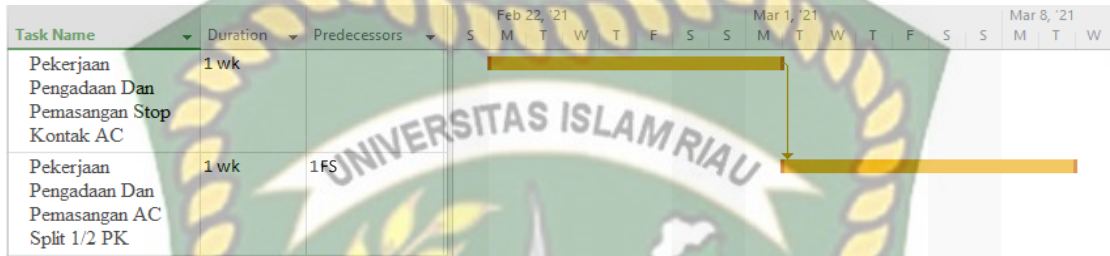 Feb 22, '21 Mar 1, '21 Mar 8, '21
Task Name Duration Predecessors S M T W T F S S M T W T F S S M T W
Pekerjaan 1 wk
Pengadaan Dan
Pemasangan Stop
Kontak AC
UNIVERSITAS ISLAM RIAU
Pekerjaan 1 wk 1FS
Pengadaan Dan
Pemasangan AC
Split 1/2 PK